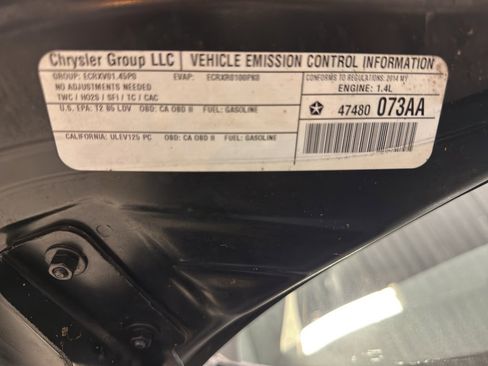 Chrysler Group LLC VEHICLE EMISSION CONTROL INFORMATION
GROUP: ECRXV01.45P0 EVAP: ECRXR0100PK0 CONFORMS TO REGULATIONS: 2014 MY
NO ADJUSTMENTS NEEDED ENGINE: 1.4L
TWC / HO2S / SFI / TC / CAC
U.S. EPA: T2 B5 LDV OBD: CA OBD II FUEL: GASOLINE 47480 073AA
CALIFORNIA: ULEV125 PC OBD: CA OBD II FUEL: GASOLINE